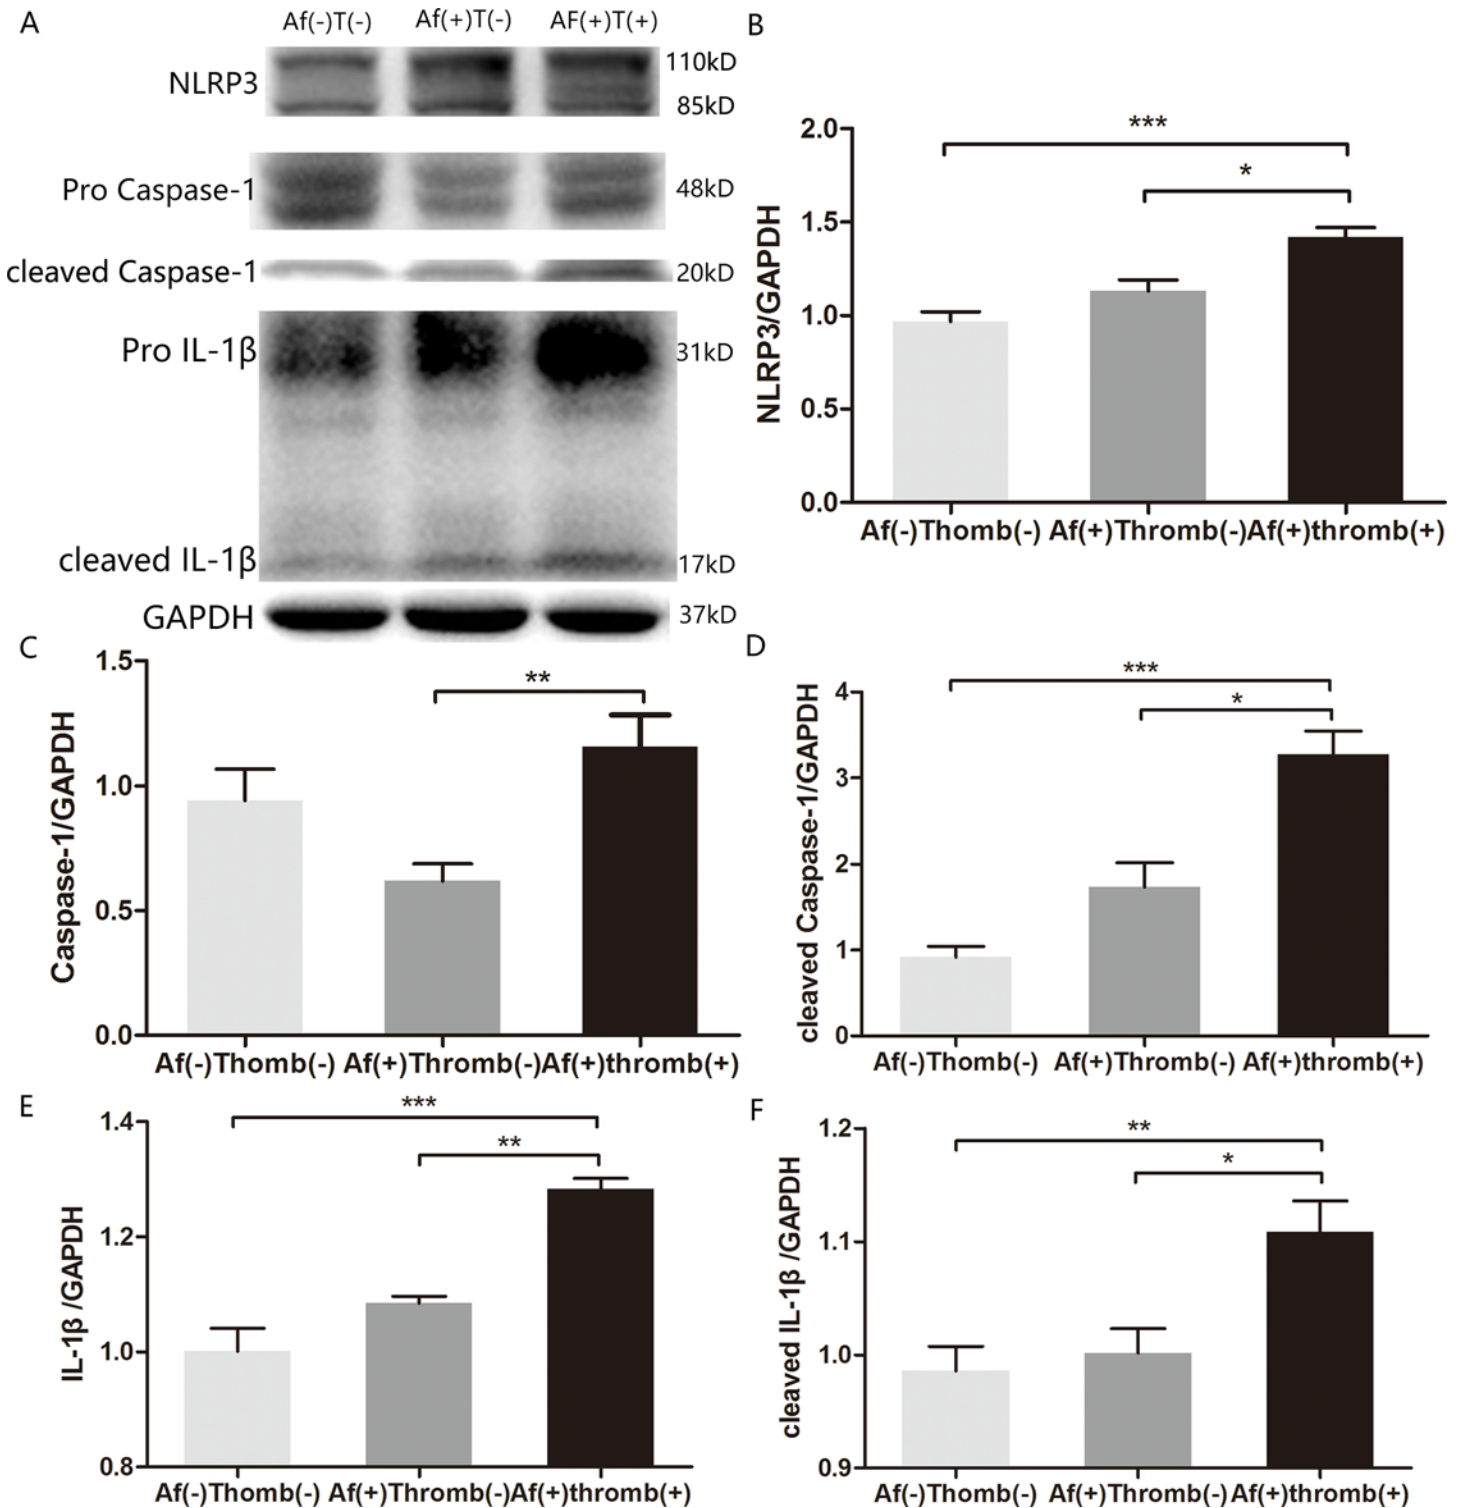 A
Af(-)T(-) Af(+)T(-) AF(+)T(+)
NLRP3 110kD
85kD
Pro Caspase-1 48kD
cleaved Caspase-1 20kD
Pro IL-1β 31kD
cleaved IL-1β 17kD
GAPDH 37kD
B
NLRP3/GAPDH
2.0
1.5
1.0
0.5
0.0
***
*
Af(-)Thomb(-) Af(+)Thromb(-) Af(+)thromb(+)
C
Caspase-1/GAPDH
1.5
1.0
0.5
0.0
**
Af(-)Thomb(-) Af(+)Thromb(-) Af(+)thromb(+)
D
cleaved Caspase-1/GAPDH
4
3
2
1
0
***
*
Af(-)Thomb(-) Af(+)Thromb(-) Af(+)thromb(+)
E
IL-1β /GAPDH
1.4
1.2
1.0
0.8
***
**
Af(-)Thomb(-) Af(+)Thromb(-) Af(+)thromb(+)
F
cleaved IL-1β /GAPDH
1.2
1.1
1.0
0.9
**
*
Af(-)Thomb(-) Af(+)Thromb(-) Af(+)thromb(+)